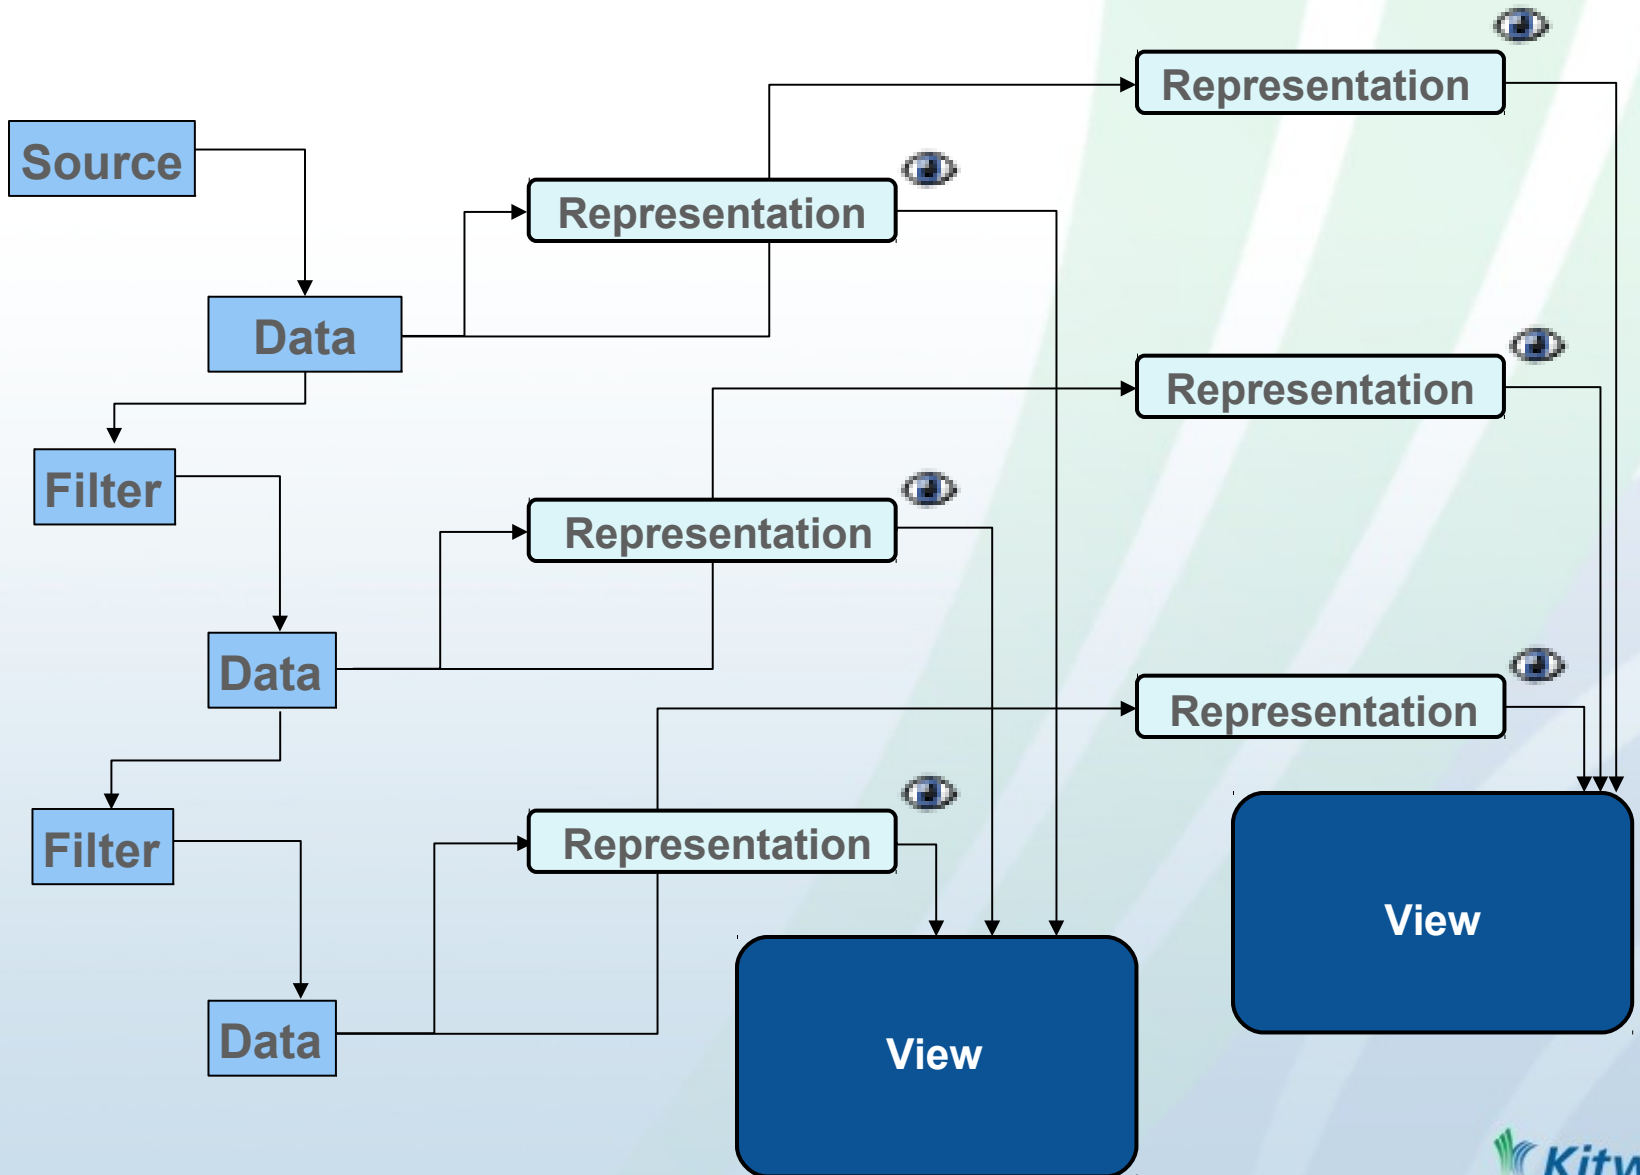 Representation
Source
Representation
Data
Representation
Filter
Representation
Data
Representation
Filter
Representation
View
Data
View